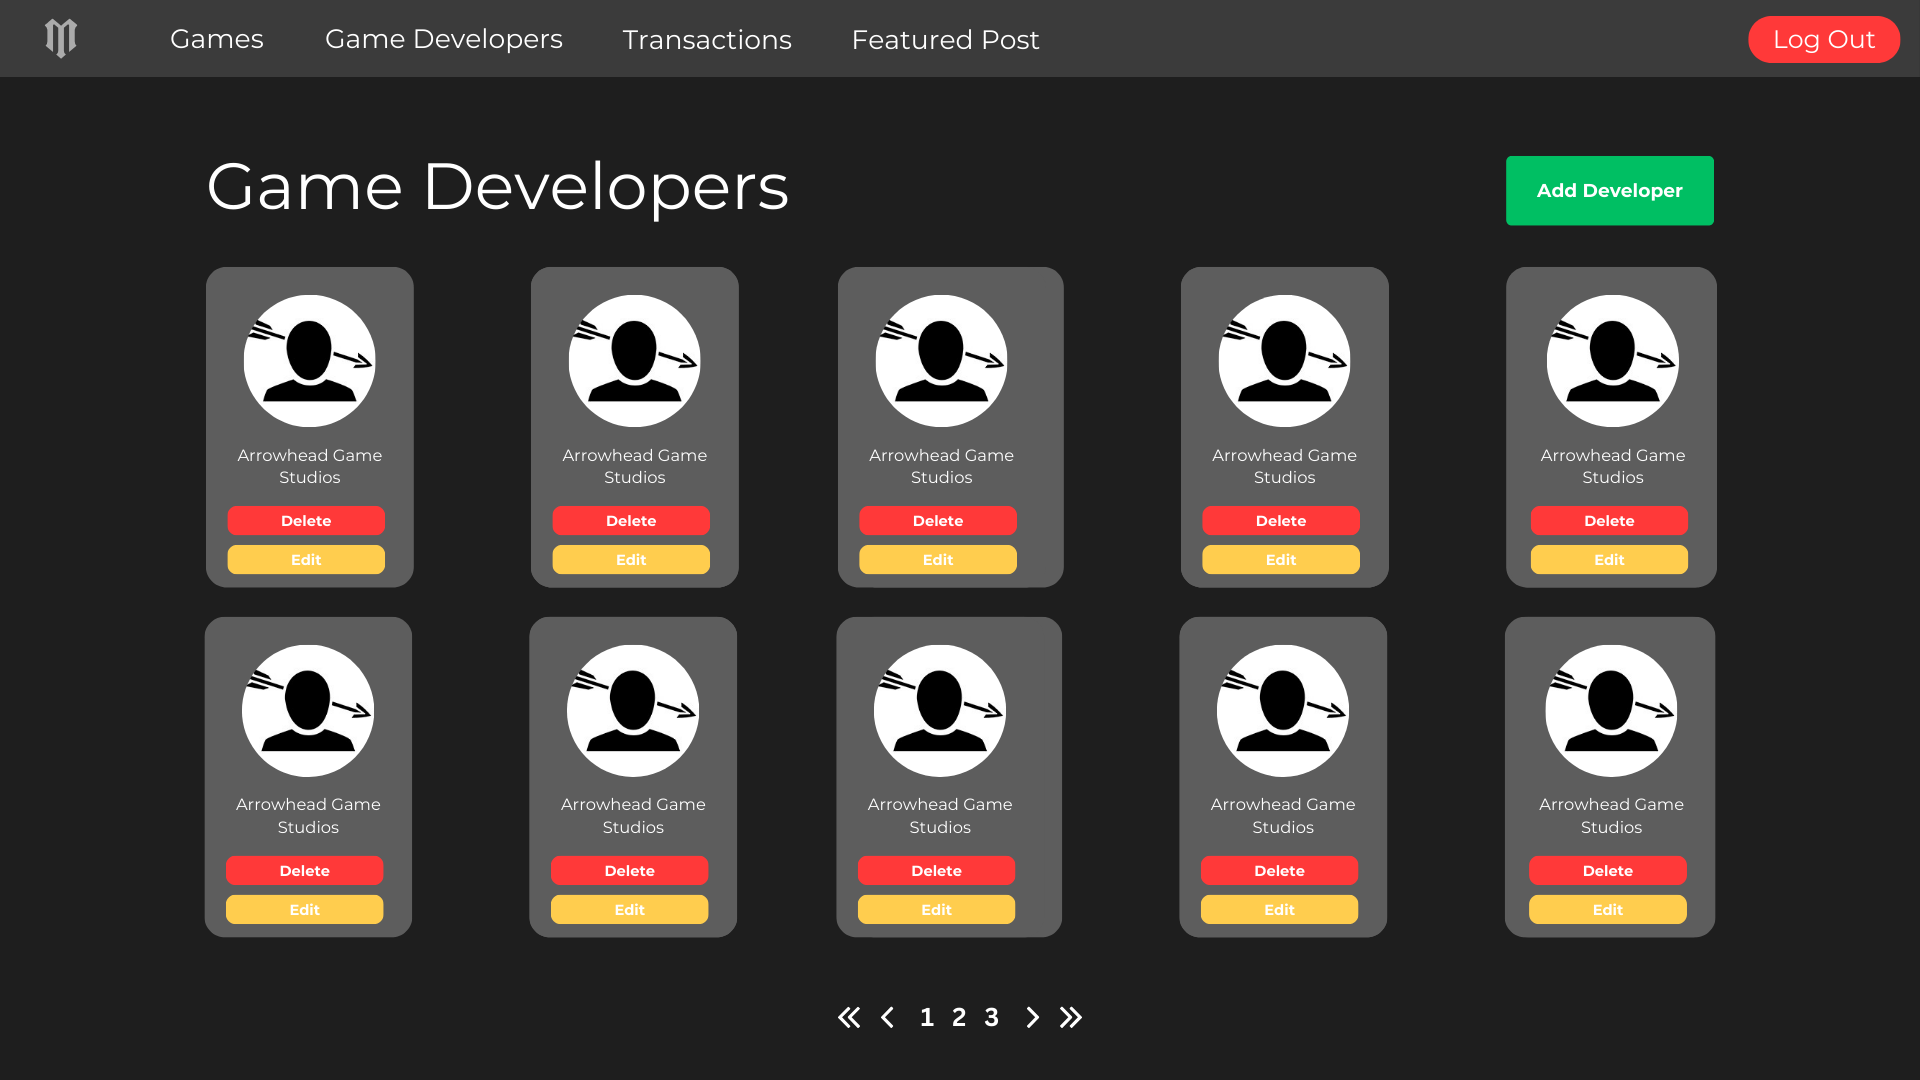 Games Game Developers Transactions Featured Post Log Out
Game Developers
Add Developer
Arrowhead Game Studios
Delete
Edit
Arrowhead Game Studios
Delete
Edit
Arrowhead Game Studios
Delete
Edit
Arrowhead Game Studios
Delete
Edit
Arrowhead Game Studios
Delete
Edit
Arrowhead Game Studios
Delete
Edit
Arrowhead Game Studios
Delete
Edit
Arrowhead Game Studios
Delete
Edit
Arrowhead Game Studios
Delete
Edit
Arrowhead Game Studios
Delete
Edit
1 2 3